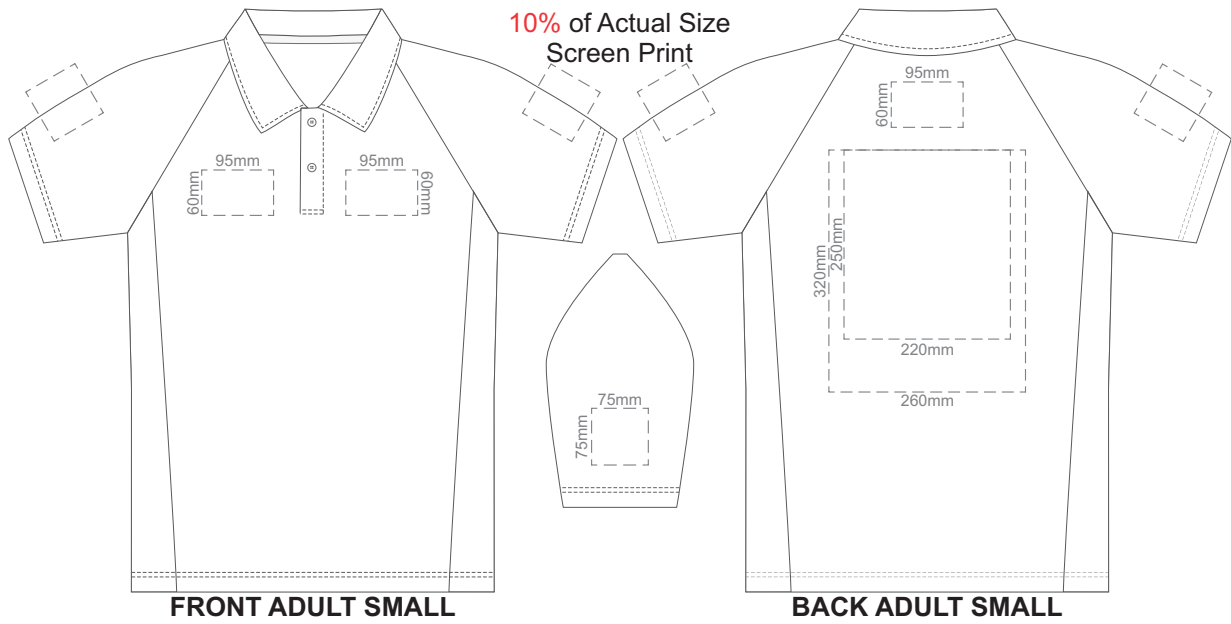 10% of Actual Size
Screen Print
95mm
60mm
95mm
60mm
75mm
75mm
95mm
60mm
320mm
250mm
220mm
260mm
FRONT ADULT SMALL
BACK ADULT SMALL